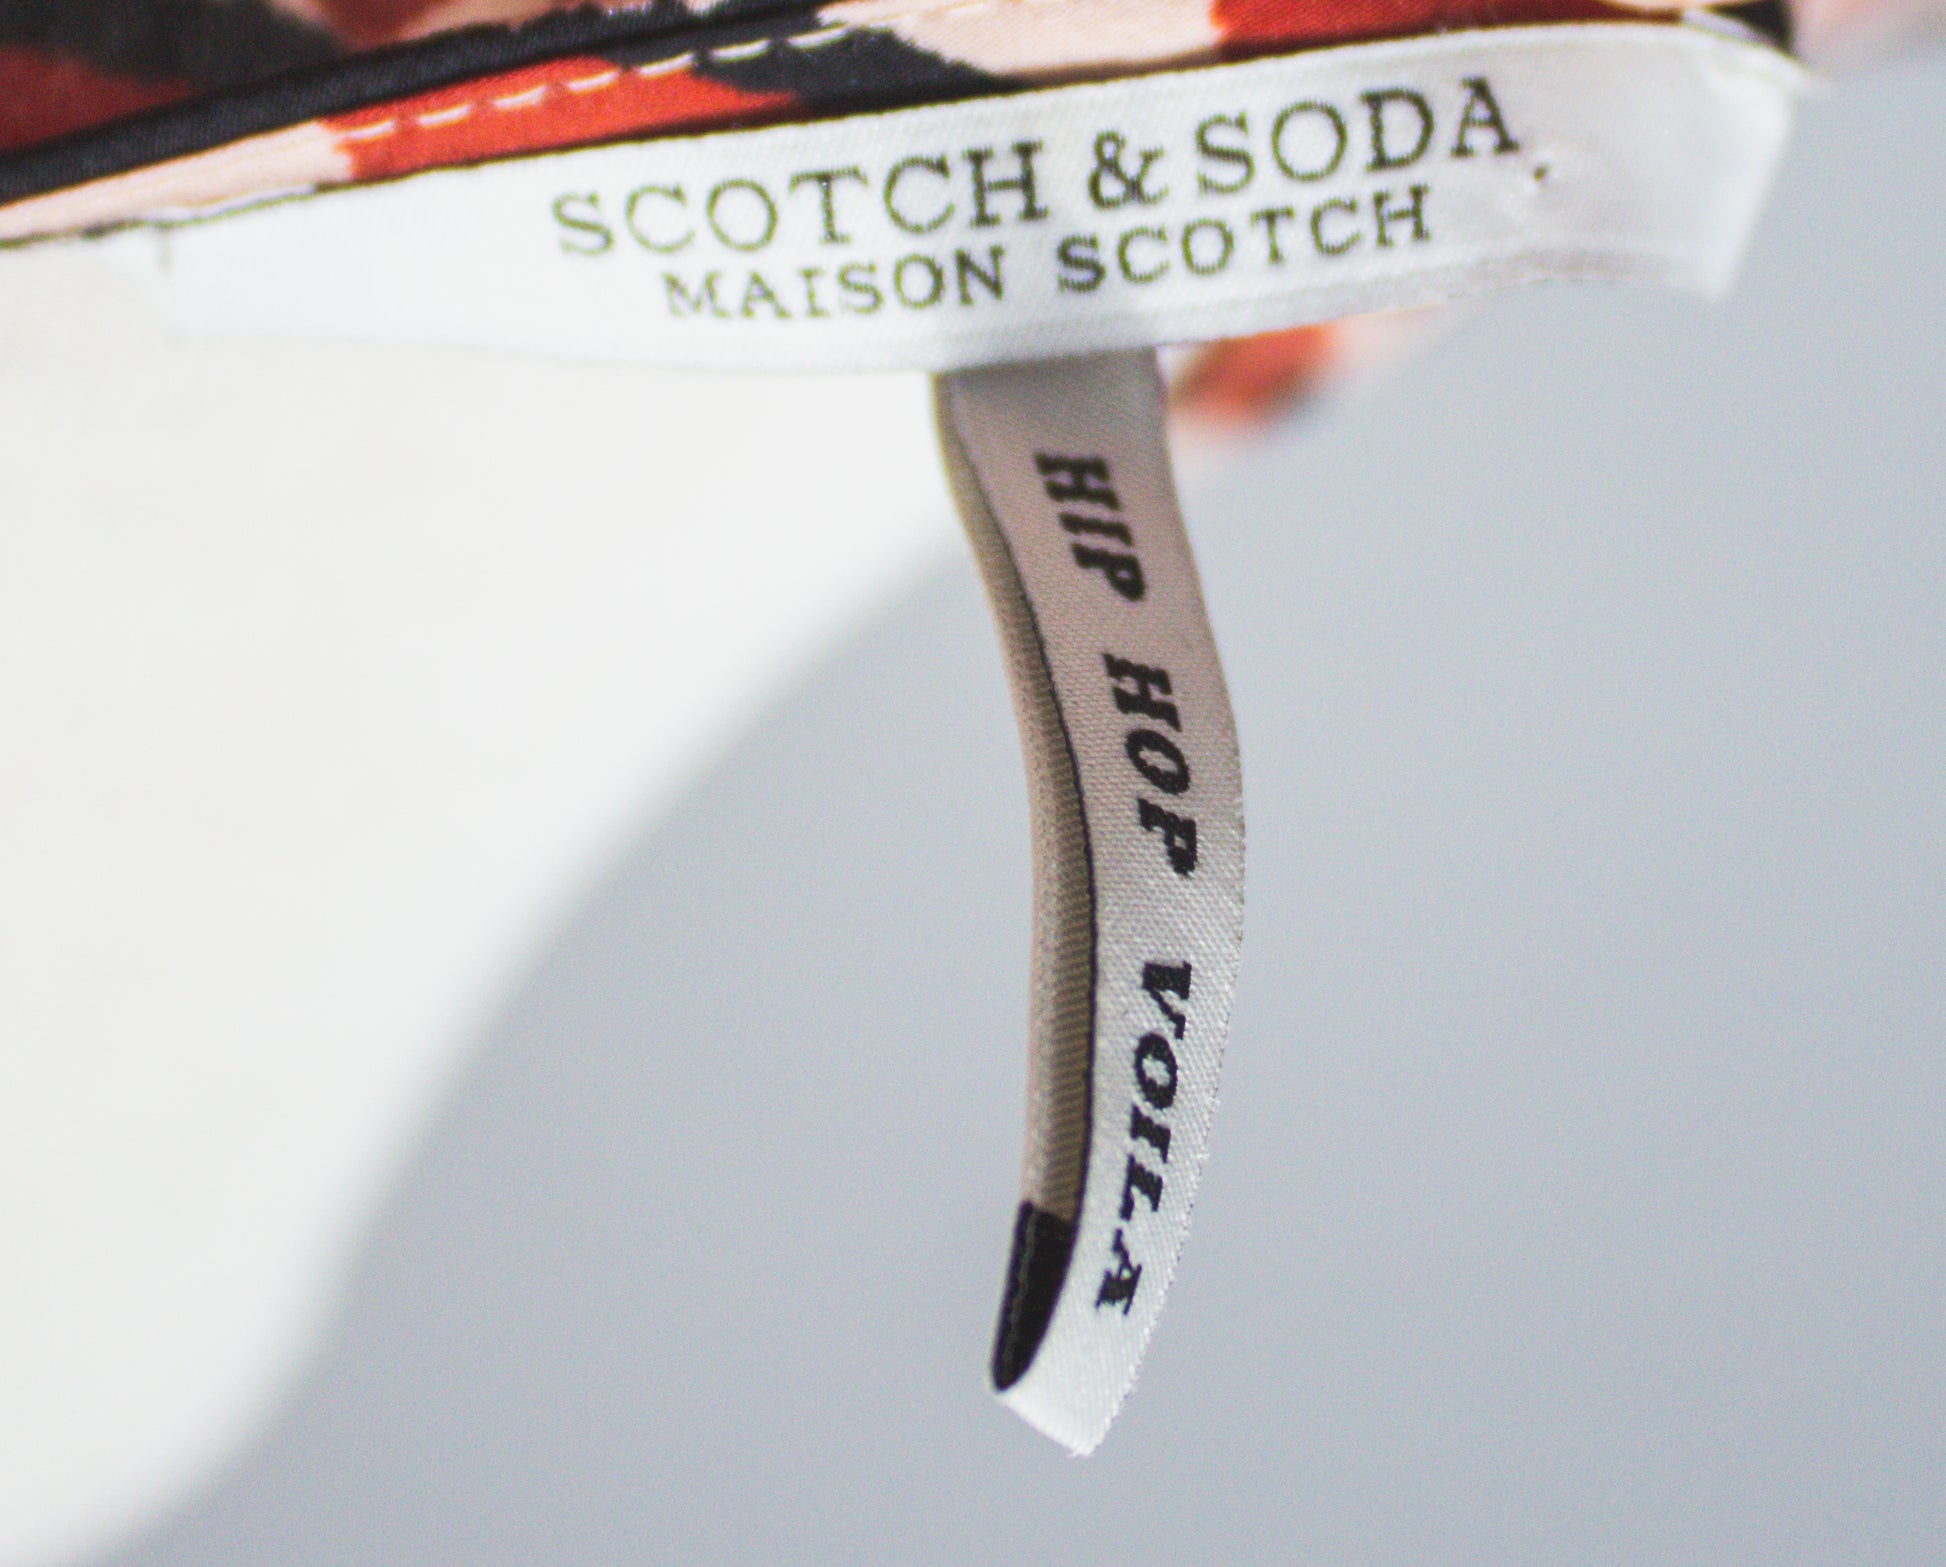 SCOTCH & SODA
MAISON SCOTCH
HIP HOP VOILA